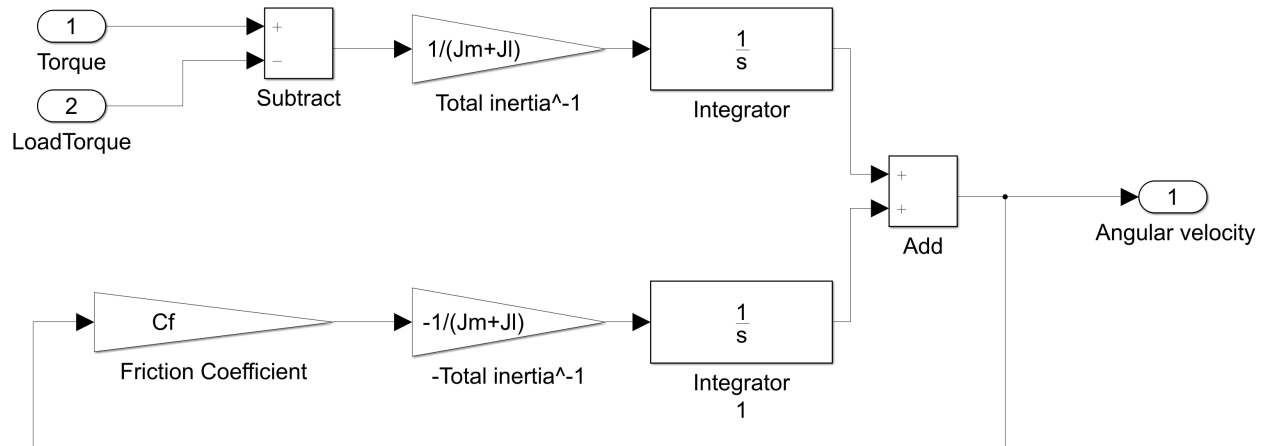 1
Torque
2
LoadTorque
+
−
Subtract
1/(Jm+Jl)
Total inertia^-1
1
s
Integrator
+
+
Add
1
Angular velocity
Cf
Friction Coefficient
-1/(Jm+Jl)
-Total inertia^-1
1
s
Integrator
1